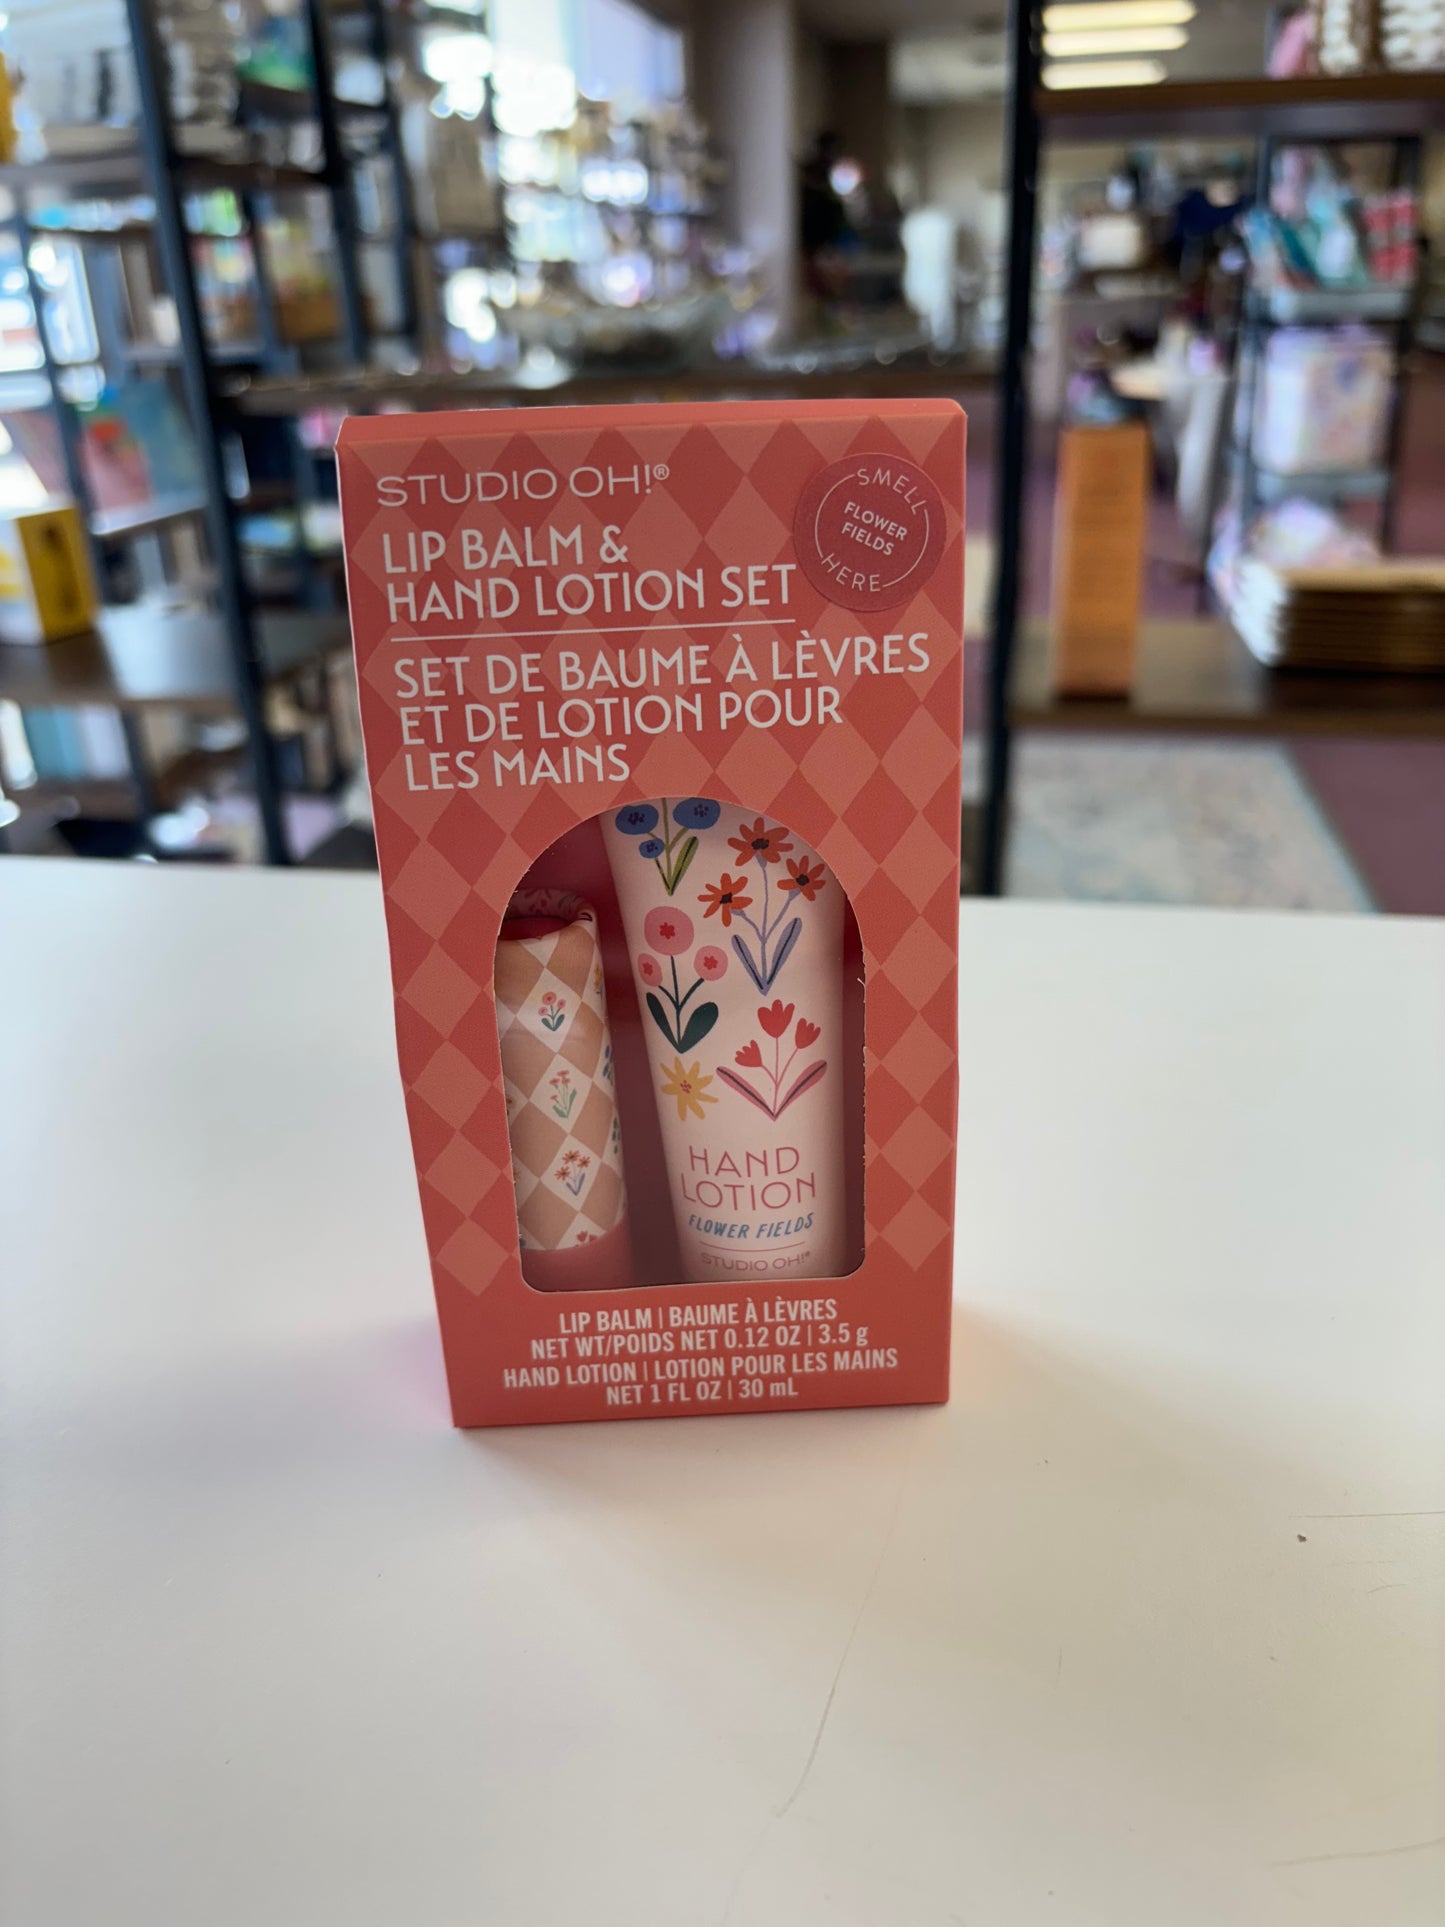 STUDIO OH!®
LIP BALM &
HAND LOTION SET
SET DE BAUME À LÈVRES
ET DE LOTION POUR
LES MAINS
SMELL
FLOWER
FIELDS
HERE
HAND
LOTION
FLOWER FIELDS
STUDIO OH!®
LIP BALM | BAUME À LÈVRES
NET WT/POIDS NET 0.12 OZ | 3.5 g
HAND LOTION | LOTION POUR LES MAINS
NET 1 FL OZ | 30 mL